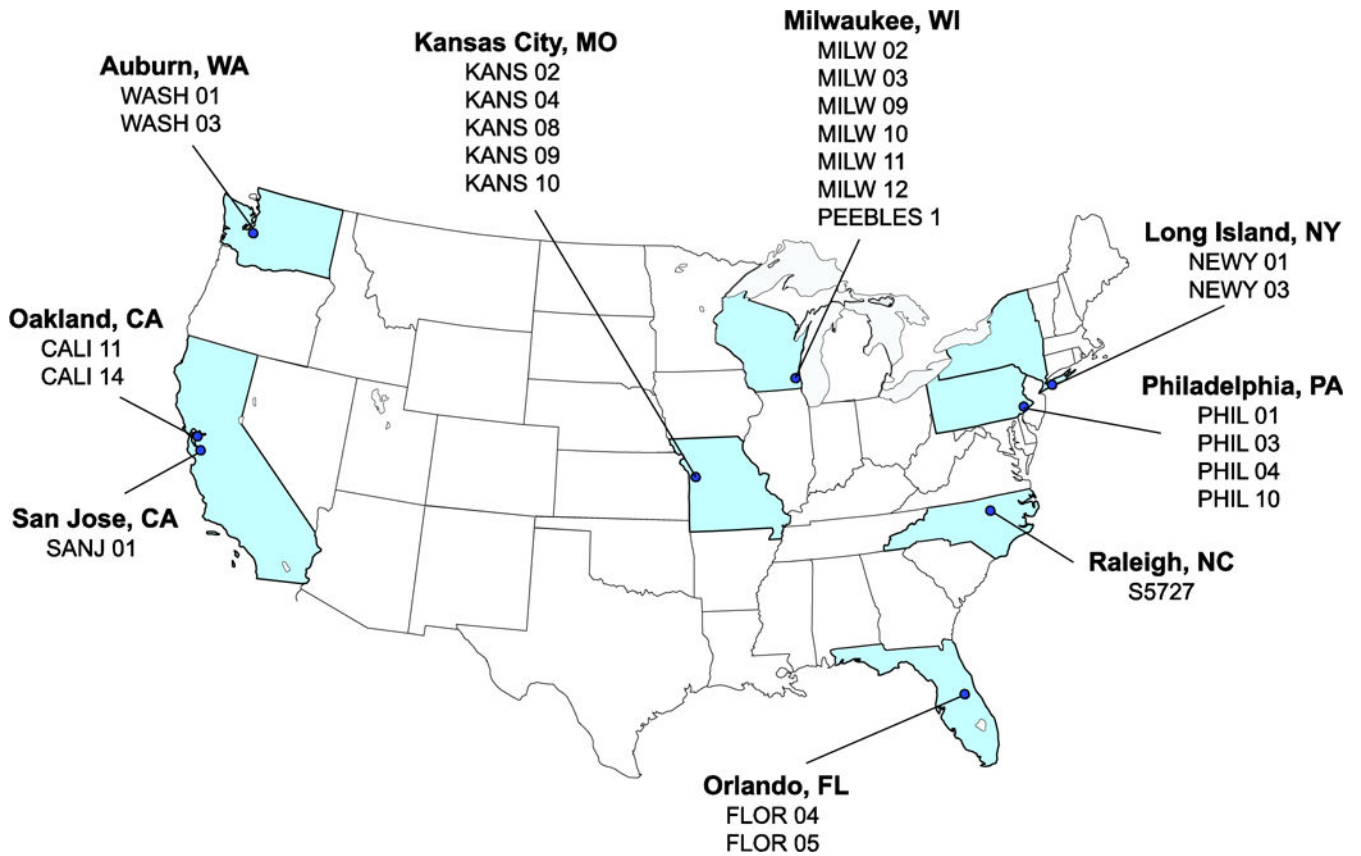 Auburn, WA
WASH 01
WASH 03
Kansas City, MO
KANS 02
KANS 04
KANS 08
KANS 09
KANS 10
Milwaukee, WI
MILW 02
MILW 03
MILW 09
MILW 10
MILW 11
MILW 12
PEEBLES 1
Long Island, NY
NEWY 01
NEWY 03
Oakland, CA
CALI 11
CALI 14
Philadelphia, PA
PHIL 01
PHIL 03
PHIL 04
PHIL 10
San Jose, CA
SANJ 01
Raleigh, NC
S5727
Orlando, FL
FLOR 04
FLOR 05